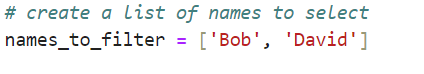 # create a list of names to select
names_to_filter = ['Bob', 'David']